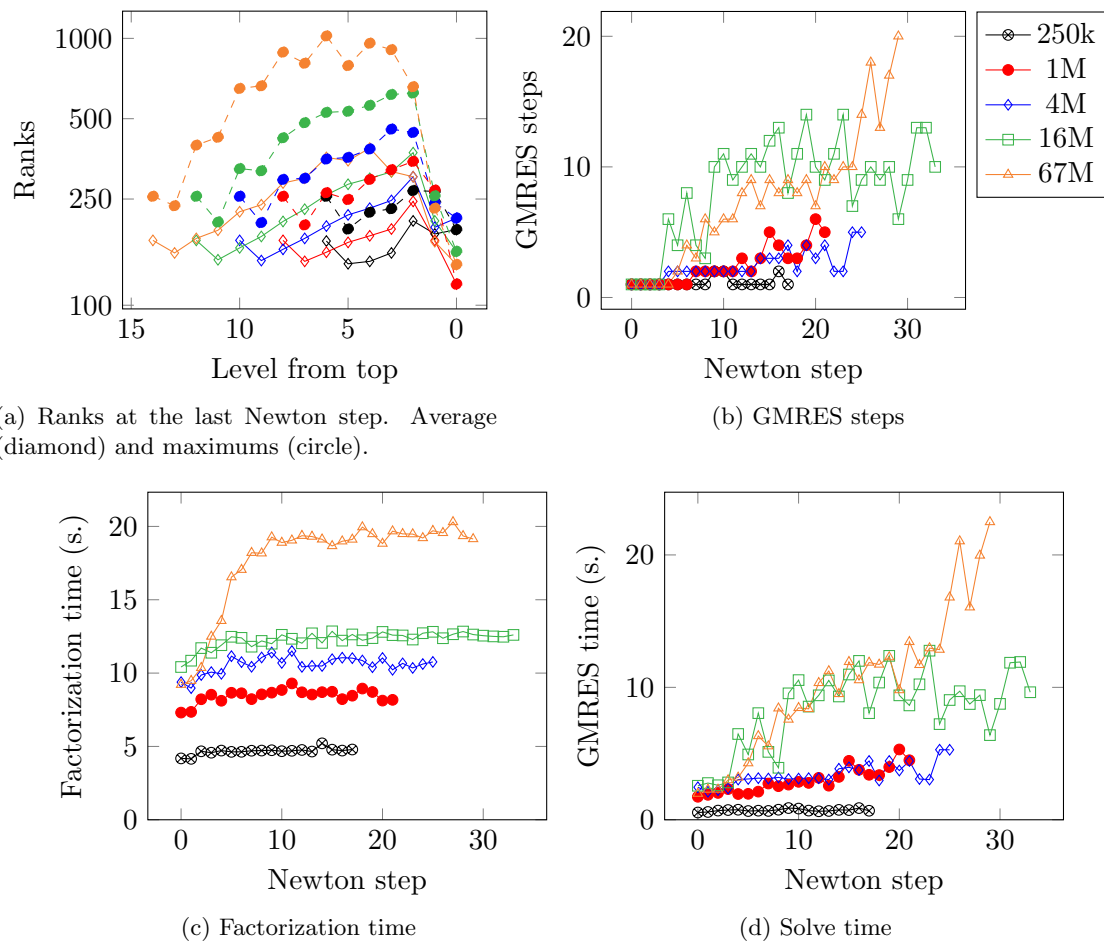 1000
500
250
100
Ranks
15
10
5
0
Level from top
(a) Ranks at the last Newton step. Average
(diamond) and maximums (circle).
20
10
0
GMRES steps
0
10
20
30
Newton step
(b) GMRES steps
250k
1M
4M
16M
67M
20
15
10
5
0
Factorization time (s.)
0
10
20
30
Newton step
(c) Factorization time
20
10
0
GMRES time (s.)
0
10
20
30
Newton step
(d) Solve time